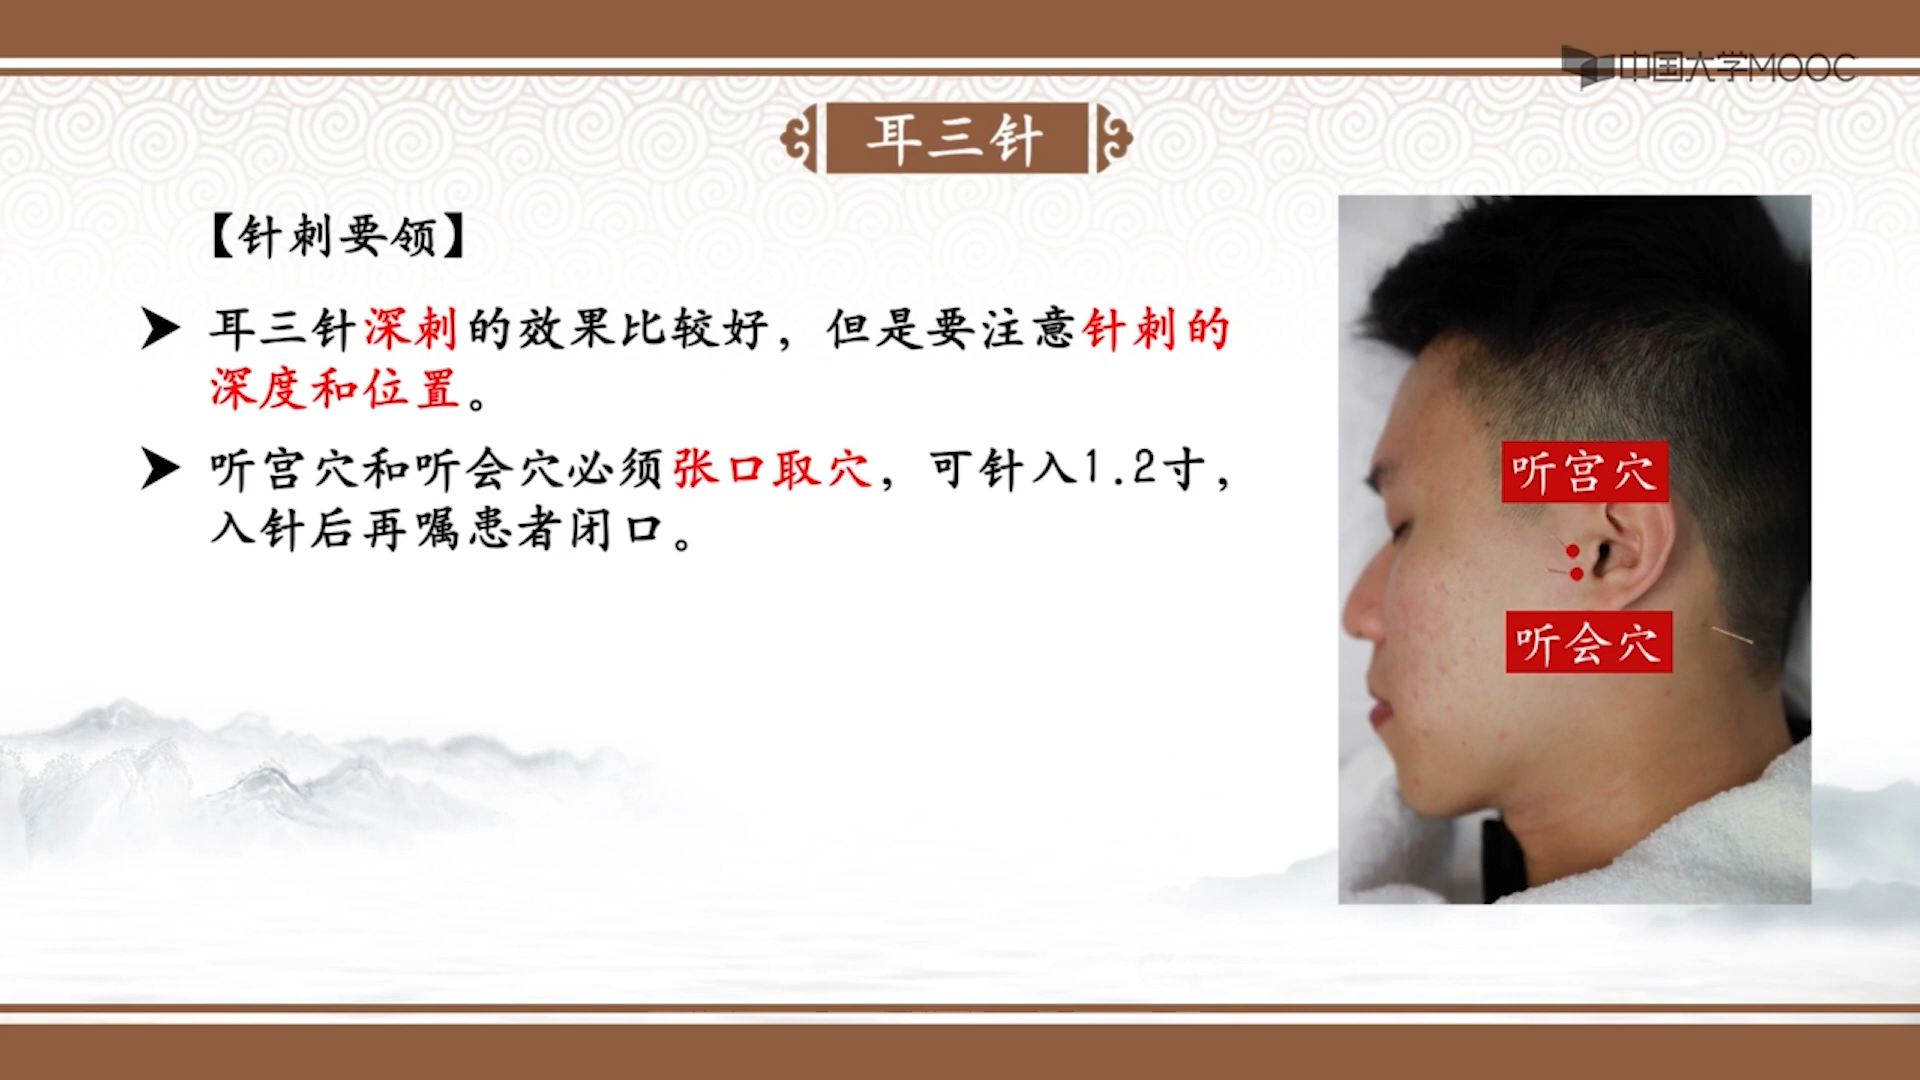 中国大学MOOC
耳三针
【针刺要领】
耳三针深刺的效果比较好，但是要注意针刺的
深度和位置。
听宫穴和听会穴必须张口取穴，可针入1.2寸，
入针后再嘱患者闭口。
听宫穴
听会穴